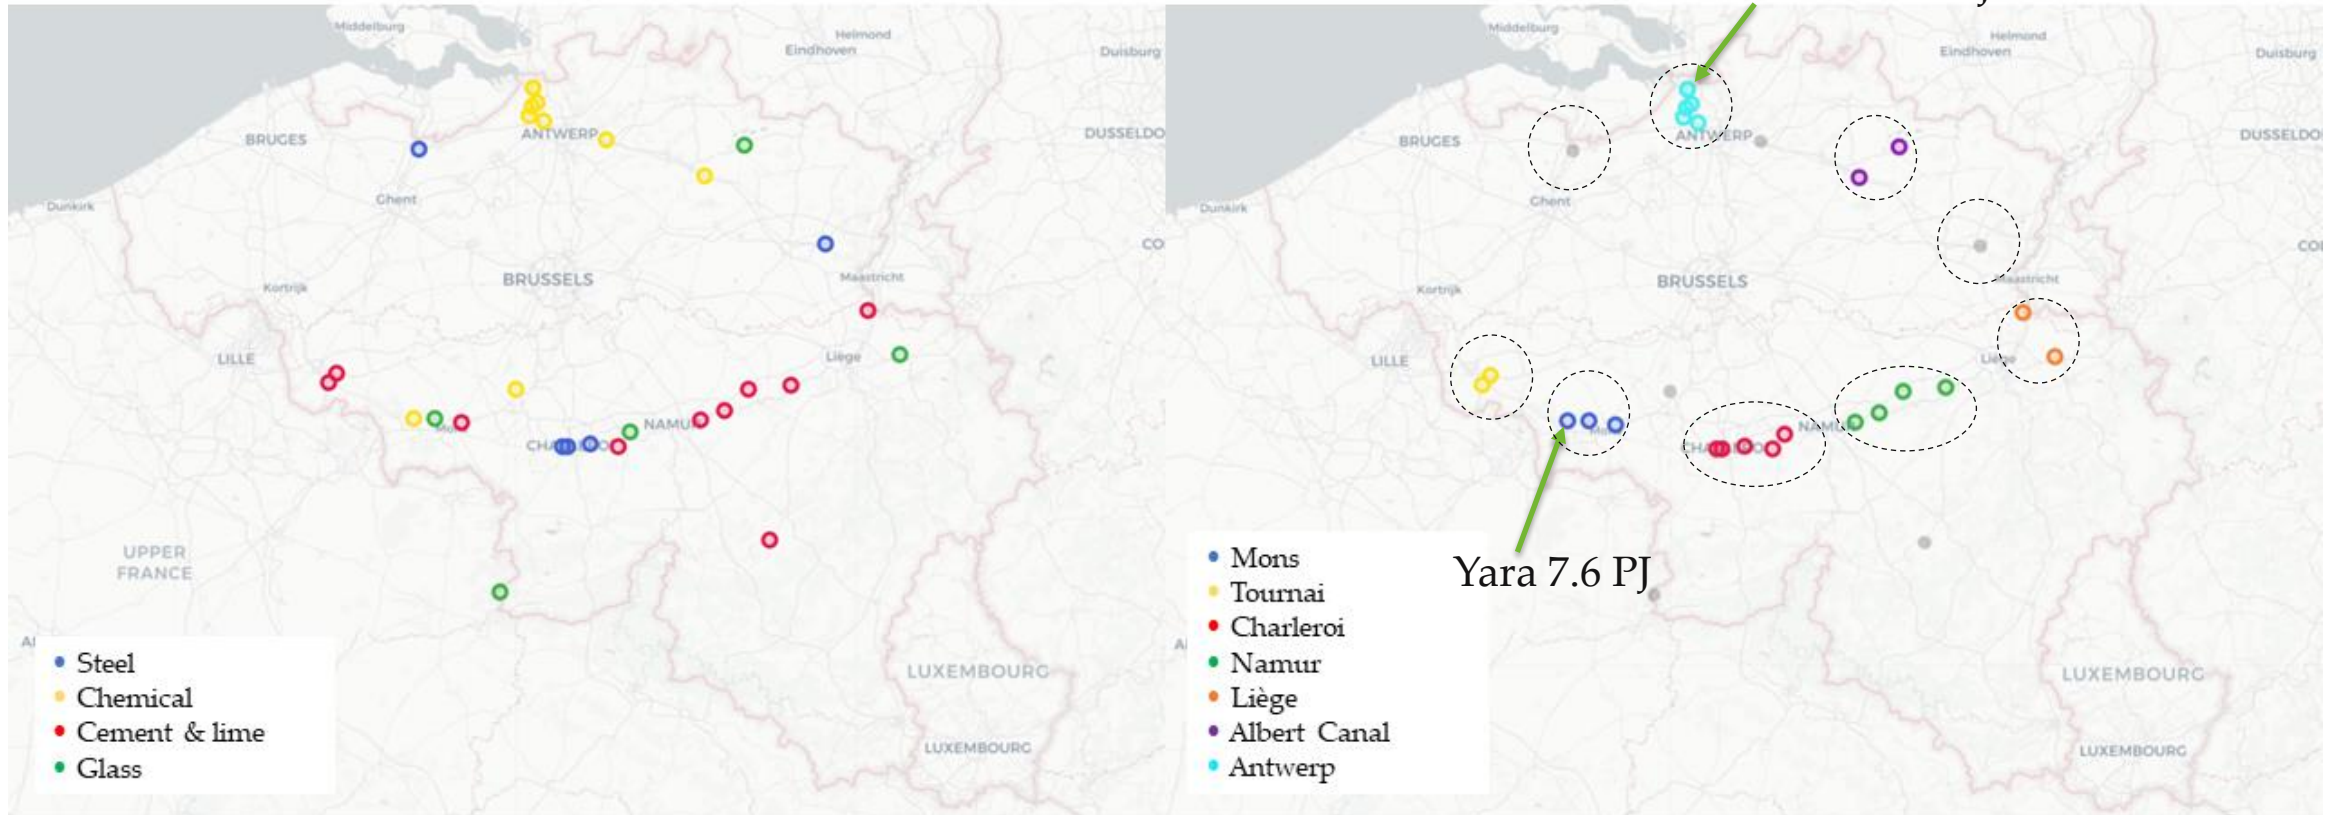 Middelburg
Helmond
Eindhoven
Duisburg
BRUGES
ANTWERP
DUSSELDO
Ghent
Dunkirk
CO
BRUSSELS
Maastricht
Kortrijk
LILLE
Liège
NAMUR
UPPER
FRANCE
LUXEMBOURG
LUXEMBOURG
Steel
Chemical
Cement & lime
Glass
Middelburg
Helmond
Eindhoven
Duisburg
BRUGES
ANTWERP
DUSSELDO
Ghent
Dunkirk
BRUSSELS
Maastricht
Kortrijk
LILLE
Liège
NAMUR
Yara 7.6 PJ
LUXEMBOURG
LUXEMBOURG
Mons
Tournai
Charleroi
Namur
Liège
Albert Canal
Antwerp